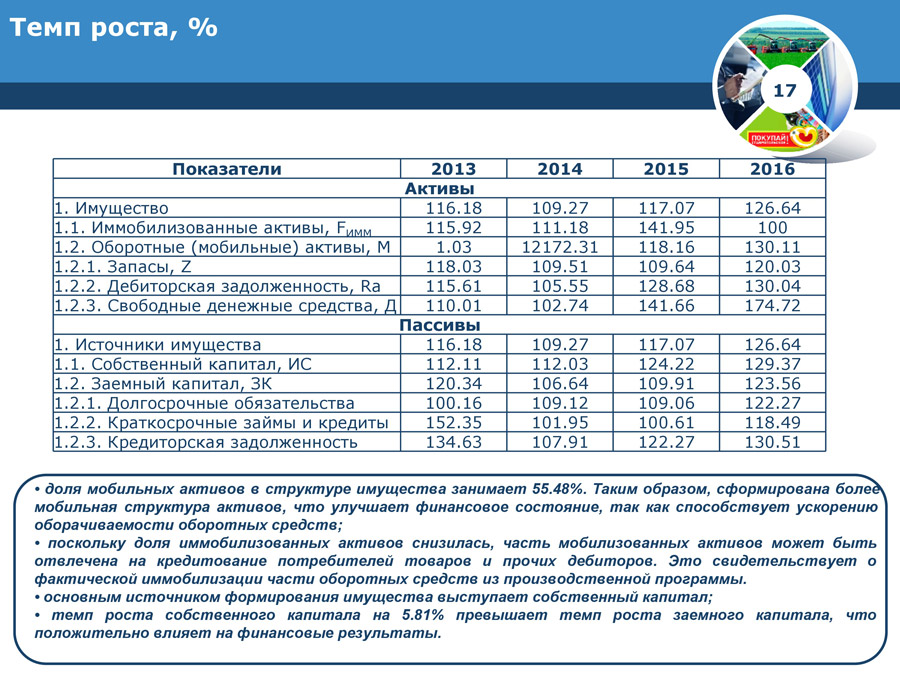 Темп роста, %
17
ПОКУПАЙ
Показатели 2013 2014 2015 2016
Активы
1. Имущество 116.18 109.27 117.07 126.64
1.1. Иммобилизованные активы, Fимм 115.92 111.18 141.95 100
1.2. Оборотные (мобильные) активы, М 1.03 12172.31 118.16 130.11
1.2.1. Запасы, Z 118.03 109.51 109.64 120.03
1.2.2. Дебиторская задолженность, Ra 115.61 105.55 128.68 130.04
1.2.3. Свободные денежные средства, Д 110.01 102.74 141.66 174.72
Пассивы
1. Источники имущества 116.18 109.27 117.07 126.64
1.1. Собственный капитал, ИС 112.11 112.03 124.22 129.37
1.2. Заемный капитал, ЗК 120.34 106.64 109.91 123.56
1.2.1. Долгосрочные обязательства 100.16 109.12 109.06 122.27
1.2.2. Краткосрочные займы и кредиты 152.35 101.95 100.61 118.49
1.2.3. Кредиторская задолженность 134.63 107.91 122.27 130.51
• доля мобильных активов в структуре имущества занимает 55.48%. Таким образом, сформирована более
мобильная структура активов, что улучшает финансовое состояние, так как способствует ускорению
оборачиваемости оборотных средств;
• поскольку доля иммобилизованных активов снизилась, часть мобилизованных активов может быть
отвлечена на кредитование потребителей товаров и прочих дебиторов. Это свидетельствует о
фактической иммобилизации части оборотных средств из производственной программы.
• основным источником формирования имущества выступает собственный капитал;
• темп роста собственного капитала на 5.81% превышает темп роста заемного капитала, что
положительно влияет на финансовые результаты.